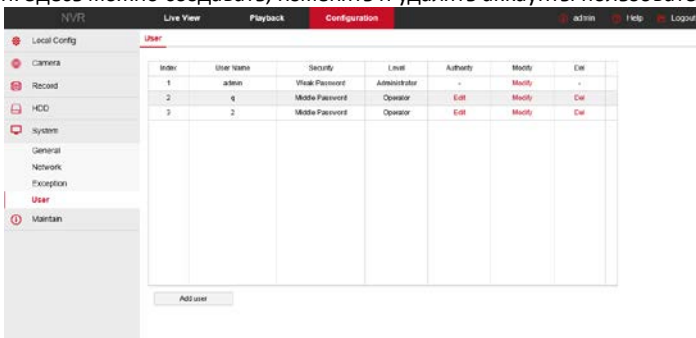 Здесь можно создавать, изменять и удалять аккаунты пользовате
NVR Live View Playback Configuration admin Help Logout
Local Config
Camera
Record
HDD
System
General
Network
Exception
User
Maintain
User
Index User Name Security Level Authority Modify Del
1 admin Weak Password Administrator - Modify -
2 q Middle Password Operator Edit Modify Del
3 2 Middle Password Operator Edit Modify Del
Add user